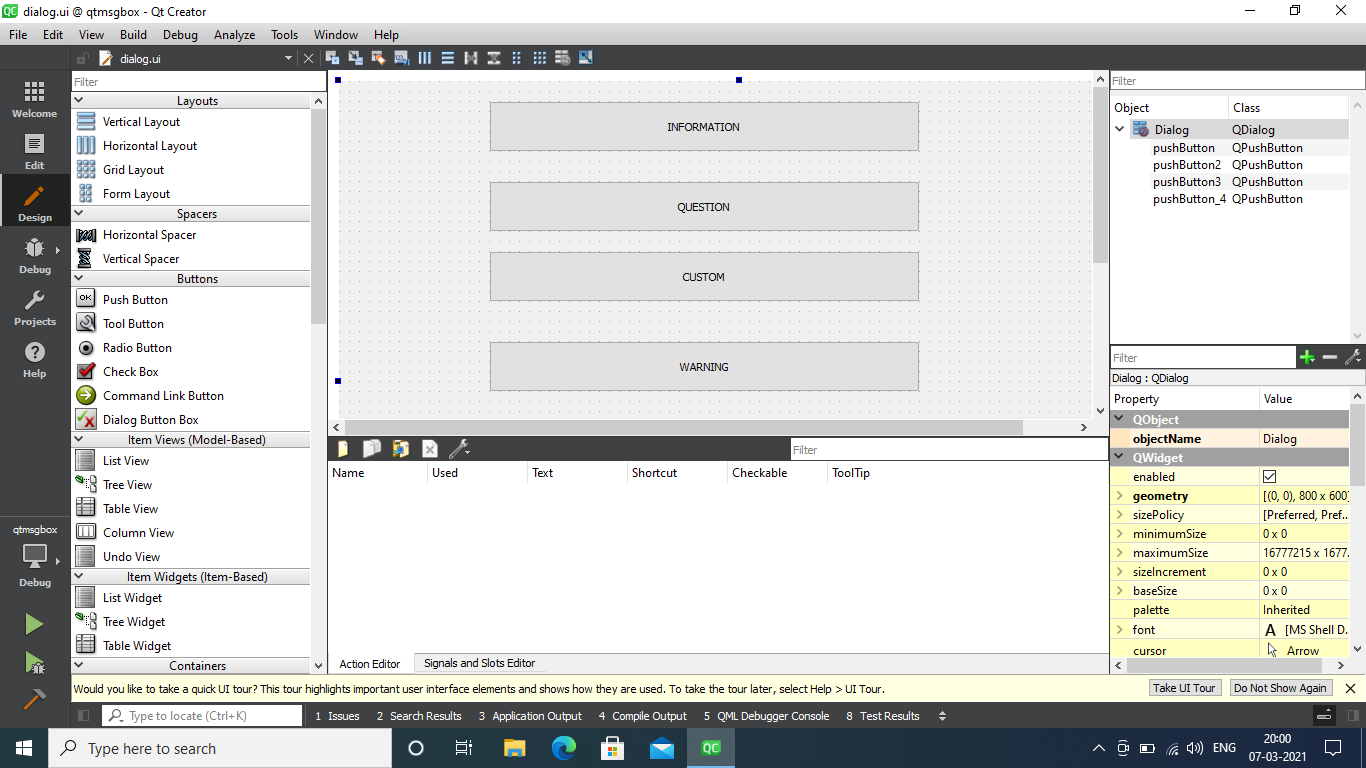 dialog.ui @ qtmsgbox - Qt Creator
File Edit View Build Debug Analyze Tools Window Help
dialog.ui
Welcome
Edit
Design
Debug
Projects
Help
qtmsgbox
Debug
Filter
Layouts
Vertical Layout
Horizontal Layout
Grid Layout
Form Layout
Spacers
Horizontal Spacer
Vertical Spacer
Buttons
OK Push Button
Tool Button
Radio Button
Check Box
Command Link Button
Dialog Button Box
Item Views (Model-Based)
List View
Tree View
Table View
Column View
Undo View
Item Widgets (Item-Based)
List Widget
Tree Widget
Table Widget
Containers
INFORMATION
QUESTION
CUSTOM
WARNING
Filter
Name Used Text Shortcut Checkable ToolTip
Action Editor Signals and Slots Editor
Filter
Object Class
Dialog QDialog
pushButton QPushButton
pushButton2 QPushButton
pushButton3 QPushButton
pushButton_4 QPushButton
Filter
Dialog : QDialog
Property Value
QObject
objectName Dialog
QWidget
enabled
geometry [(0, 0), 800 x 600]
sizePolicy [Preferred, Pref...
minimumSize 0 x 0
maximumSize 16777215 x 1677...
sizeIncrement 0 x 0
baseSize 0 x 0
palette Inherited
font A [MS Shell D...
cursor Arrow
Would you like to take a quick UI tour? This tour highlights important user interface elements and shows how they are used. To take the tour later, select Help > UI Tour. Take UI Tour Do Not Show Again
Type to locate (Ctrl+K) 1 Issues 2 Search Results 3 Application Output 4 Compile Output 5 QML Debugger Console 8 Test Results
Type here to search QC ENG 20:00
07-03-2021